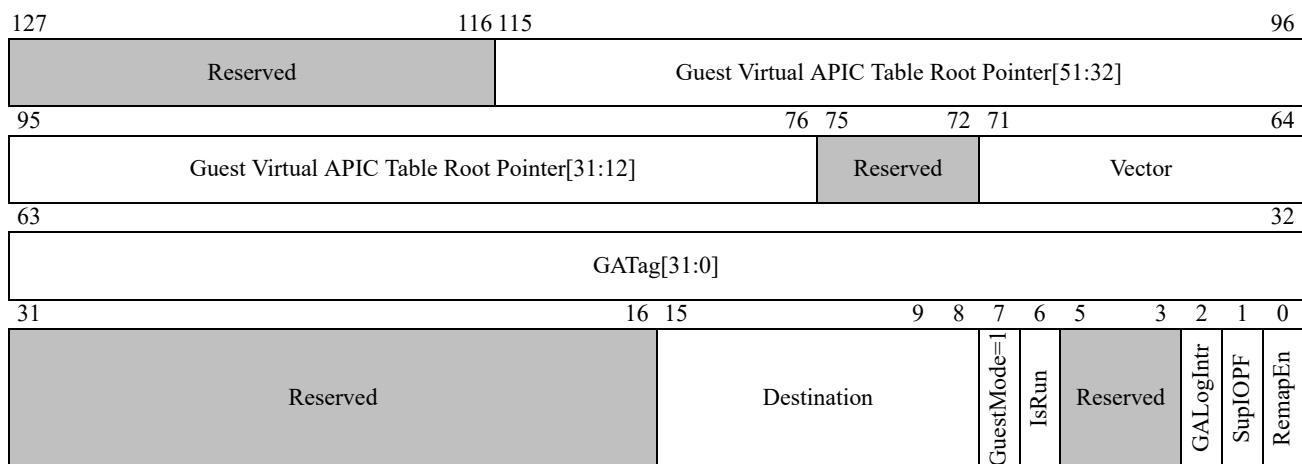 127 116 115 96
Reserved Guest Virtual APIC Table Root Pointer[51:32]
95 76 75 72 71 64
Guest Virtual APIC Table Root Pointer[31:12] Reserved Vector
63 32
GATag[31:0]
31 16 15 9 8 7 6 5 3 2 1 0
Reserved Destination GuestMode=1 IsRun Reserved GALogIntr SupIOPF RemapEn